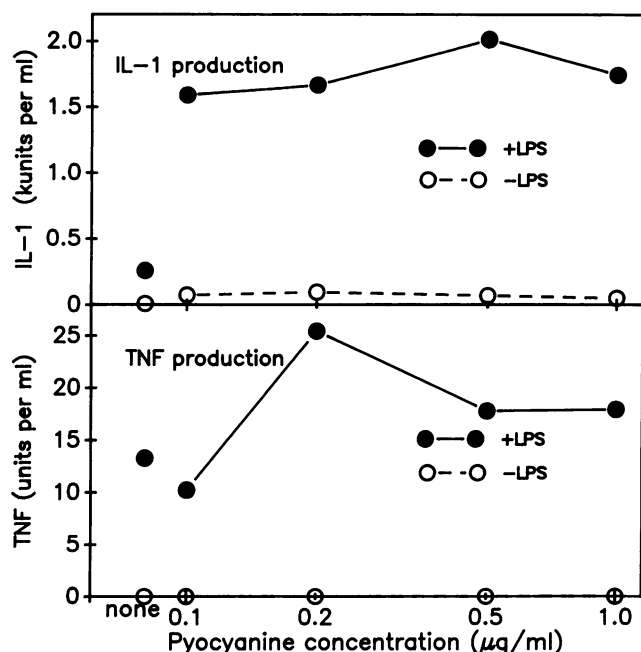 2.0
IL-1 production
1.5
1.0
+LPS
-LPS
0.5
0
IL-1 (kunits per ml)
25
TNF production
20
15
+LPS
-LPS
10
5
0
TNF (units per ml)
none 0.1 0.2 0.5 1.0
Pyocyanine concentration (μg/ml)